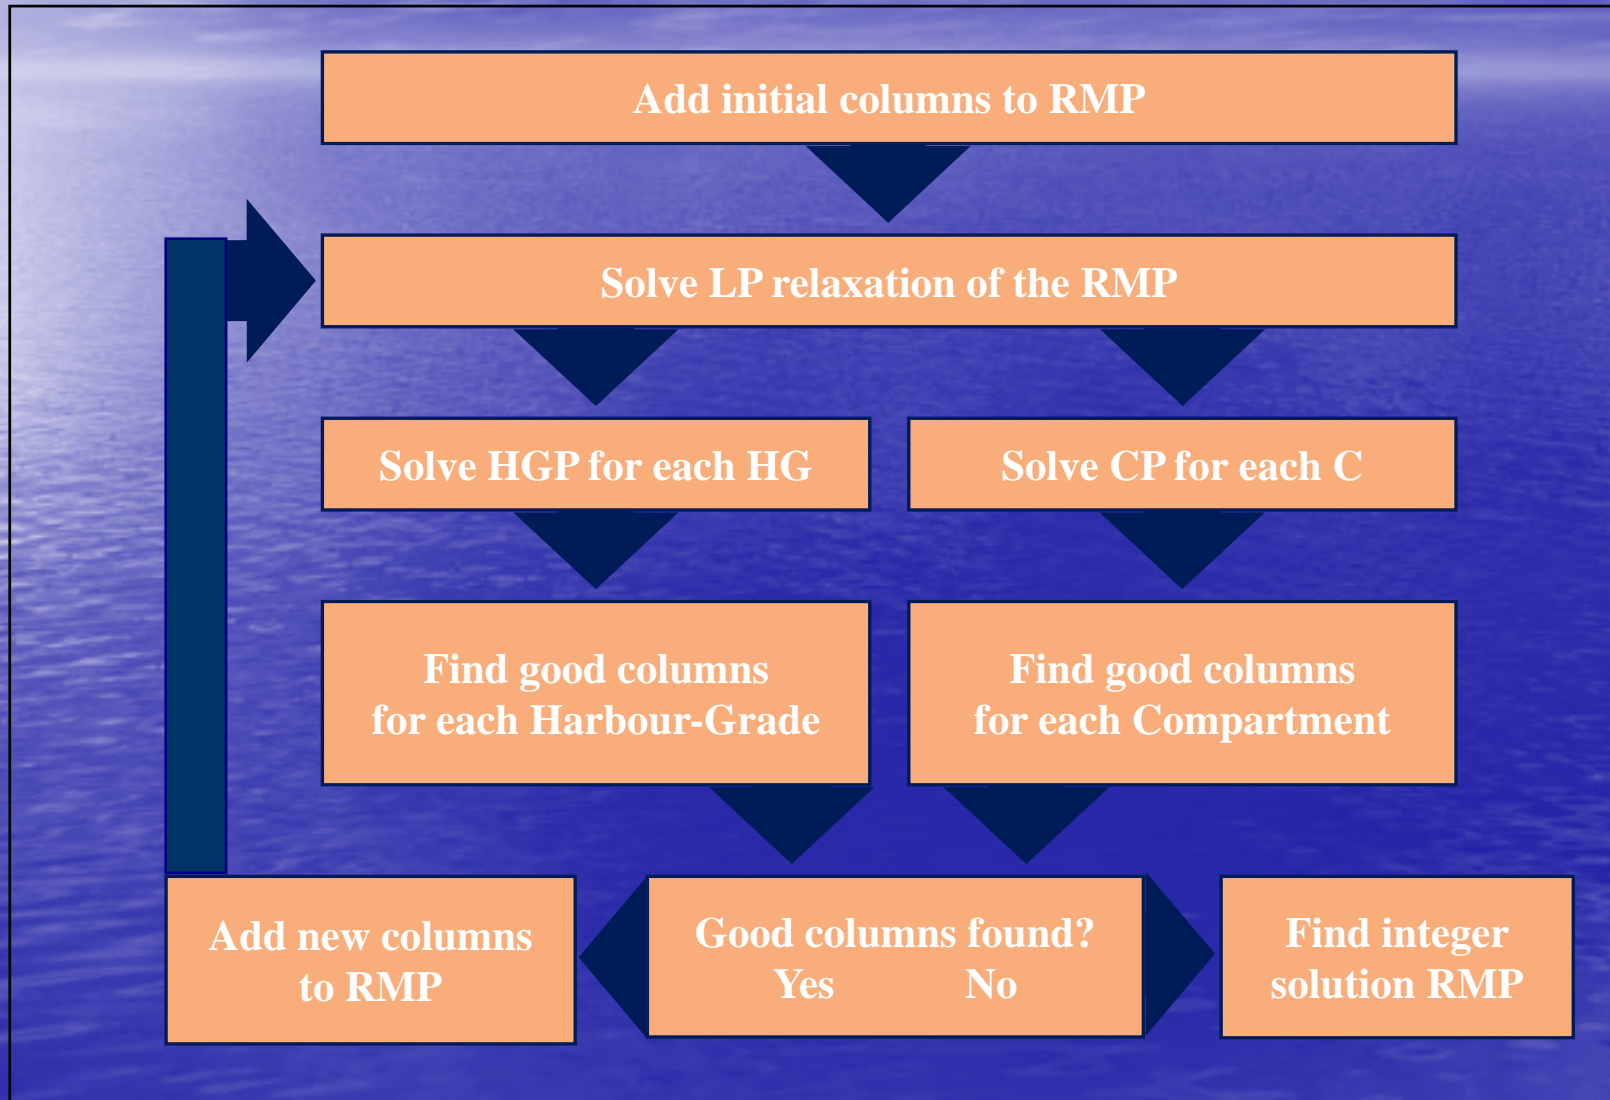 Add initial columns to RMP
Solve LP relaxation of the RMP
Solve HGP for each HG
Solve CP for each C
Find good columns
for each Harbour-Grade
Find good columns
for each Compartment
Add new columns
to RMP
Good columns found?
Yes No
Find integer
solution RMP